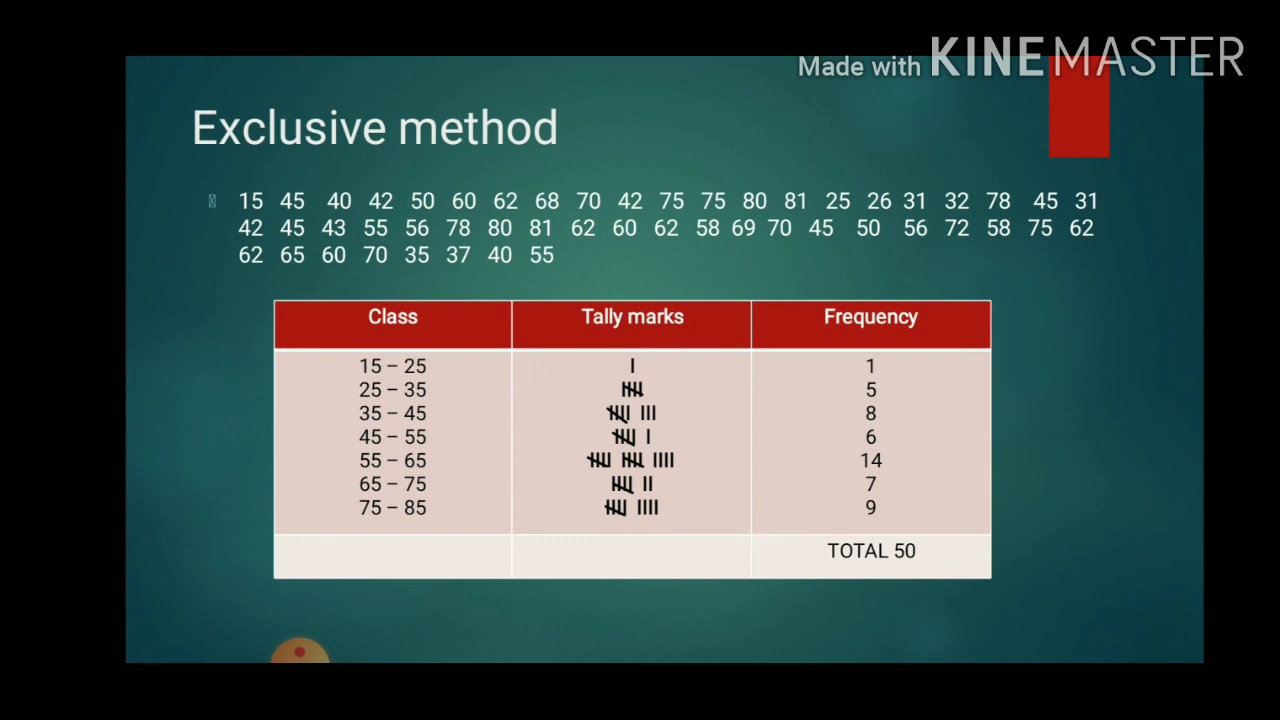 Made with KINEMASTER
Exclusive method
15 45 40 42 50 60 62 68 70 42 75 75 80 81 25 26 31 32 78 45 31
42 45 43 55 56 78 80 81 62 60 62 58 69 70 45 50 56 72 58 75 62
62 65 60 70 35 37 40 55
Class Tally marks Frequency
15 – 25 1
25 – 35 5
35 – 45 8
45 – 55 6
55 – 65 14
65 – 75 7
75 – 85 9
TOTAL 50